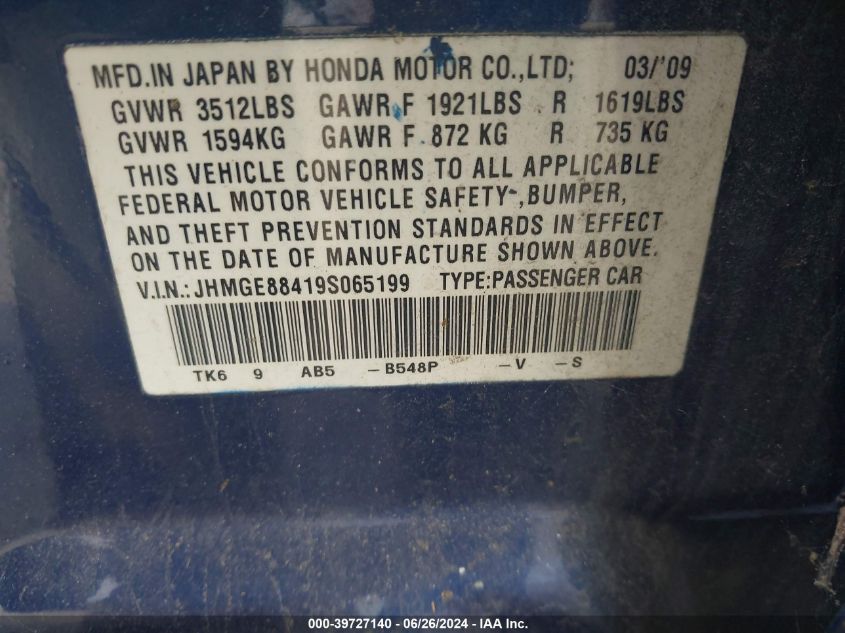 MFD.IN JAPAN BY HONDA MOTOR CO.,LTD; 03/'09
GVWR 3512LBS GAWR F 1921LBS R 1619LBS
GVWR 1594KG GAWR F 872 KG R 735 KG
THIS VEHICLE CONFORMS TO ALL APPLICABLE
FEDERAL MOTOR VEHICLE SAFETY,BUMPER,
AND THEFT PREVENTION STANDARDS IN EFFECT
ON THE DATE OF MANUFACTURE SHOWN ABOVE.
V.I.N.: JHMGE88419S065199 TYPE:PASSENGER CAR
TK6 9 AB5 -B548P -V -S
000-39727140 - 06/26/2024 - IAA Inc.